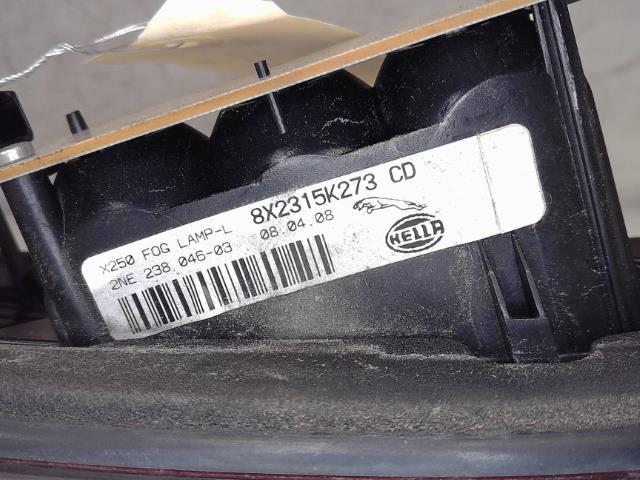 8X2315K273 CD
X250 FOG LAMP-L
2NE 238 046-03 08.04.08
HELLA